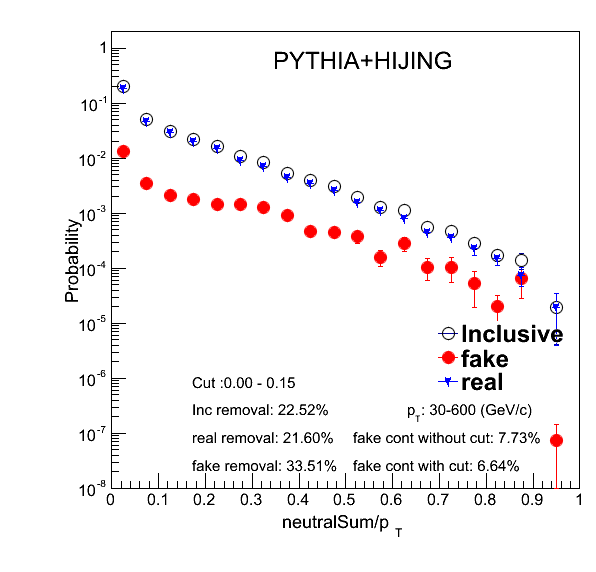 PYTHIA+HIJING
1
10^-1
10^-2
10^-3
10^-4
10^-5
10^-6
10^-7
10^-8
Probability
Inclusive
fake
real
Cut :0.00 - 0.15
Inc removal: 22.52% p_T: 30-600 (GeV/c)
real removal: 21.60% fake cont without cut: 7.73%
fake removal: 33.51% fake cont with cut: 6.64%
0 0.1 0.2 0.3 0.4 0.5 0.6 0.7 0.8 0.9 1
neutralSum/p_T